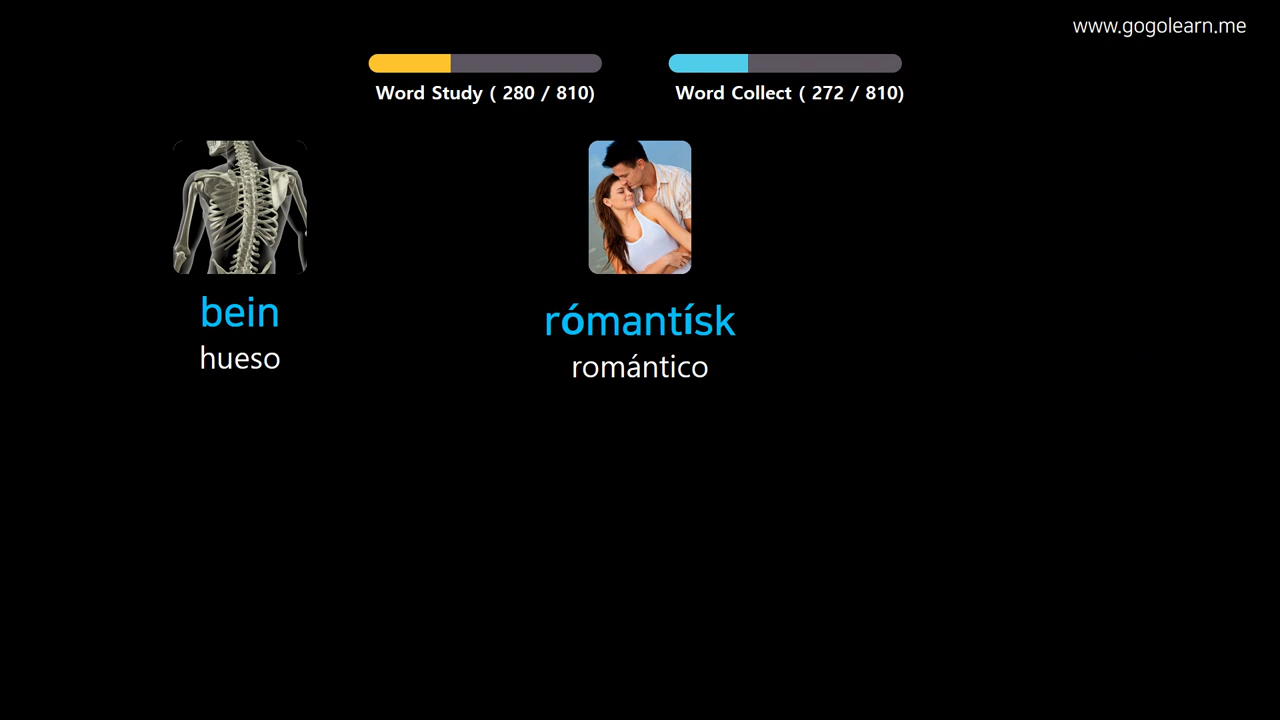 www.gogolearn.me
Word Study ( 280 / 810)
Word Collect ( 272 / 810)
bein
hueso
rómantísk
romántico